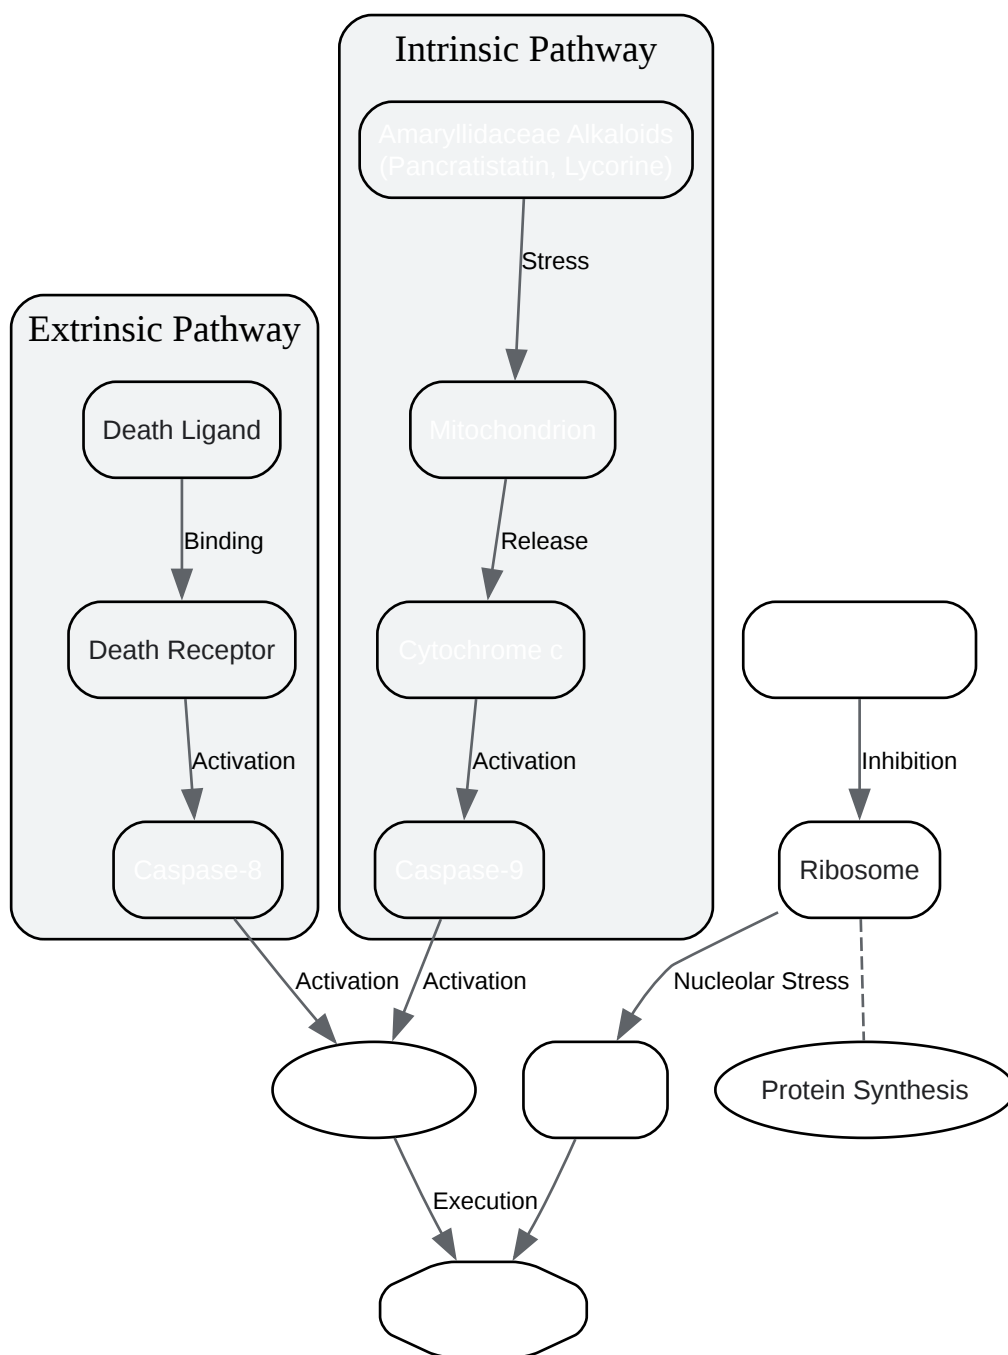 Intrinsic Pathway
Amaryllidaceae Alkaloids
(Pancratistatin, Lycorine)
Stress
Extrinsic Pathway
Death Ligand
Mitochondrion
Binding
Release
Death Receptor
Cytochrome c
Activation
Activation
Inhibition
Caspase-8
Caspase-9
Ribosome
Activation
Activation
Nucleolar Stress
Protein Synthesis
Execution